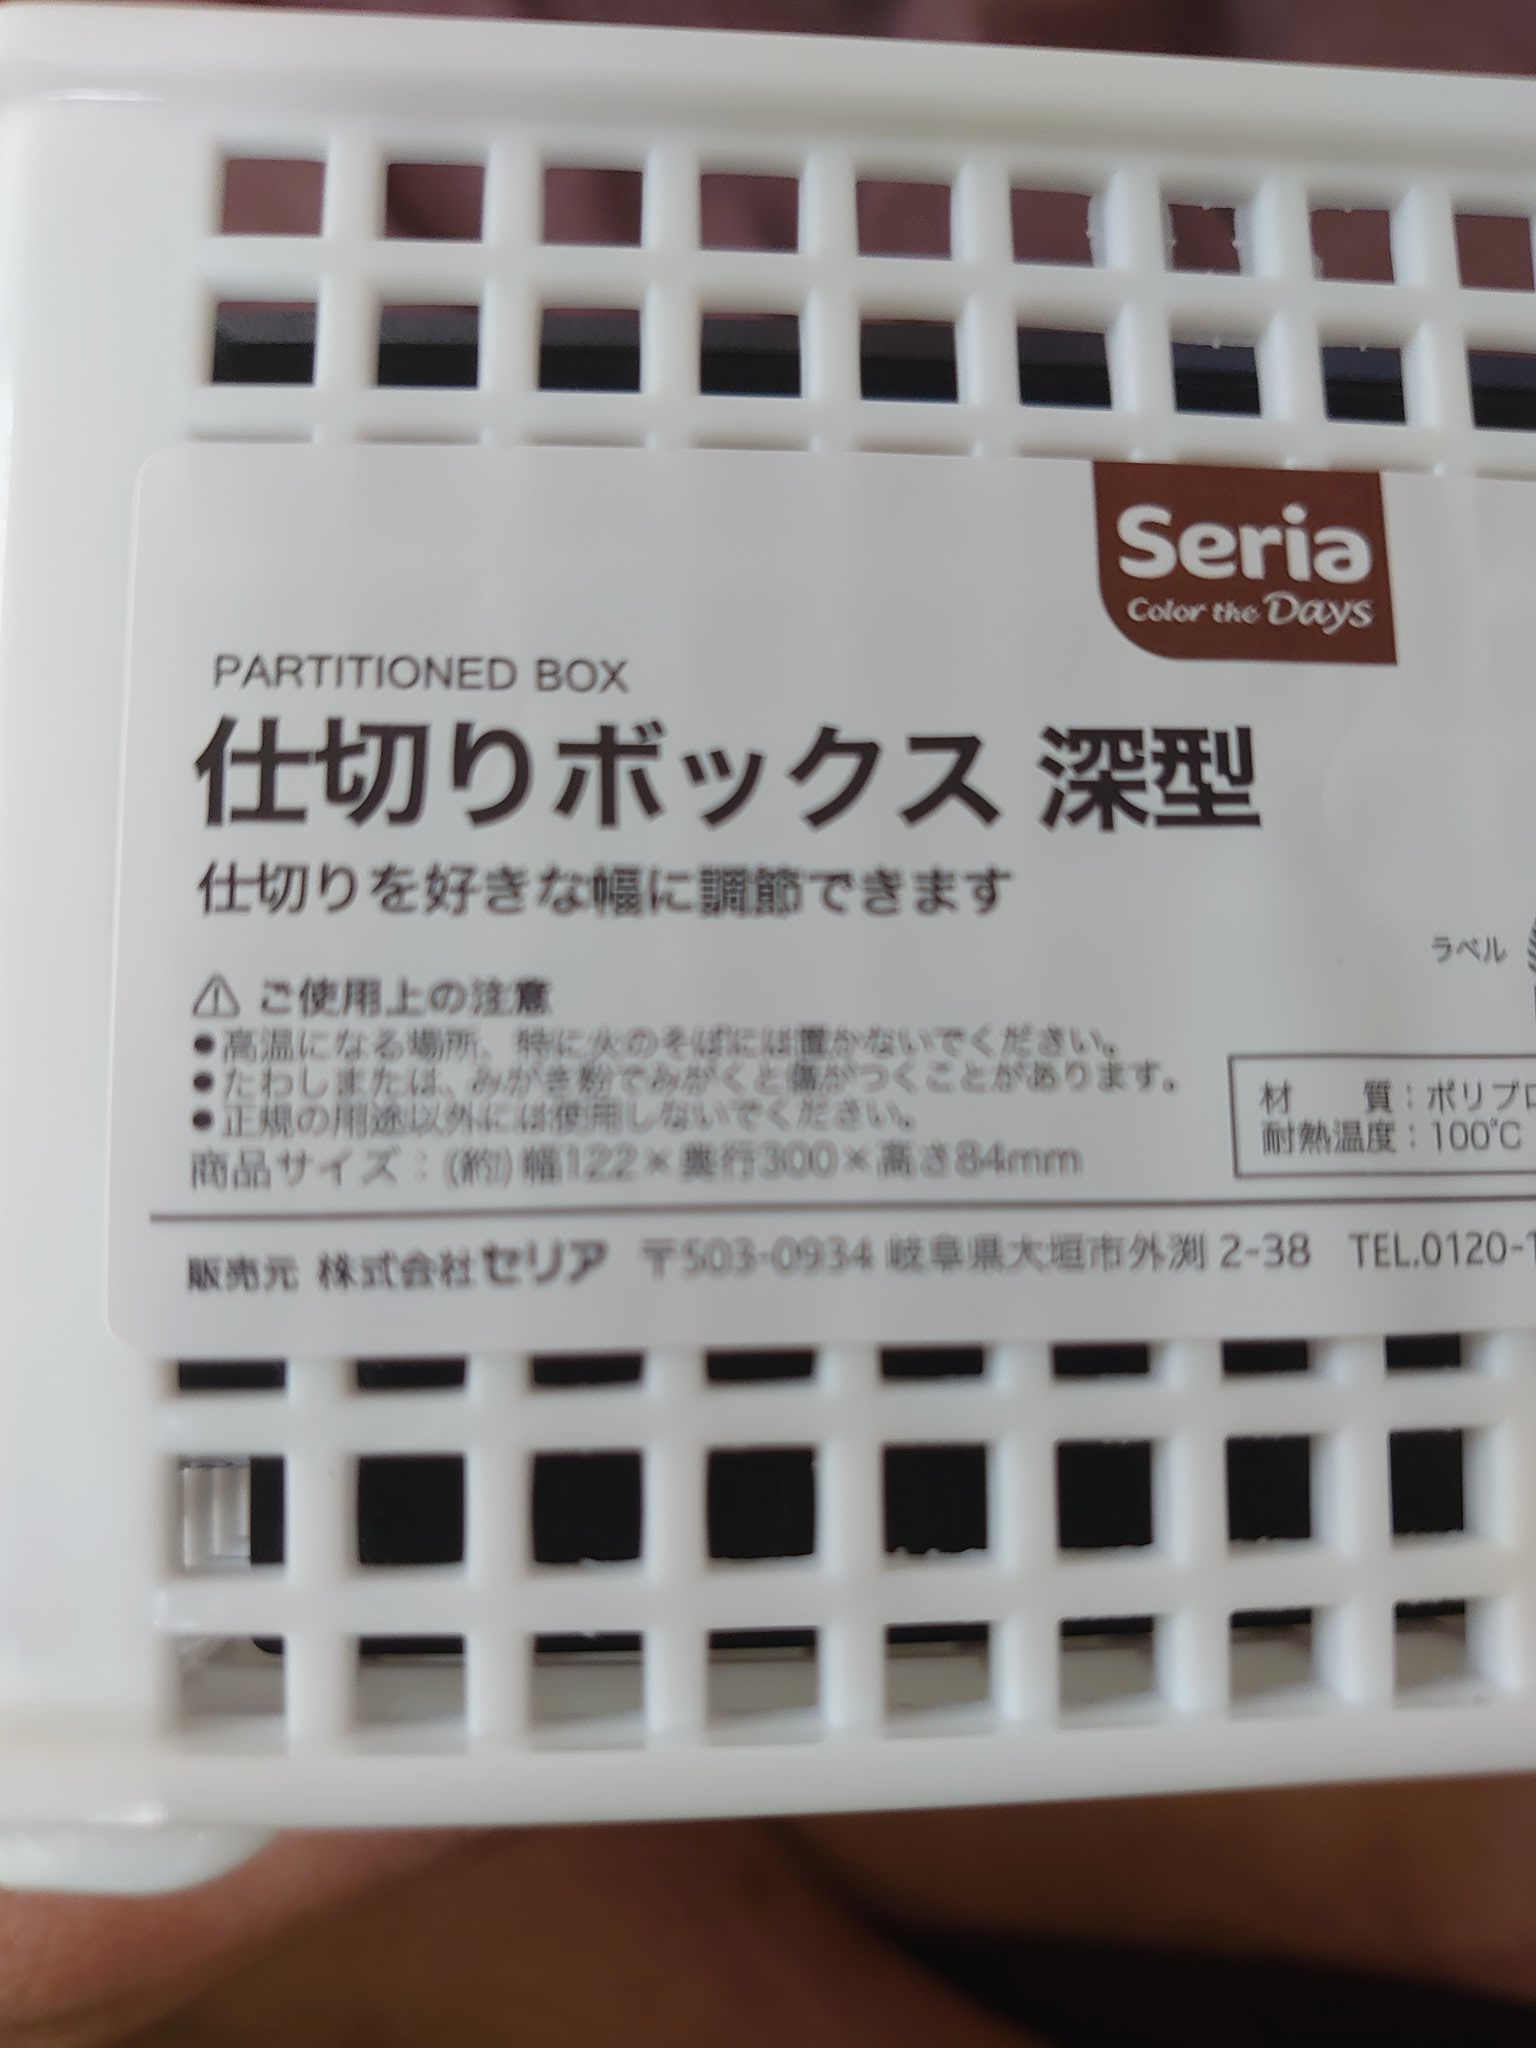 Seria
Color the Days
PARTITIONED BOX
仕切りボックス 深型
仕切りを好きな幅に調節できます
ラベル
⚠ ご使用上の注意
●高温になる場所、特に火のそばには置かないでください。
●たわしまたは、みがき粉でみがくと傷がつくことがあります。
●正規の用途以外には使用しないでください。
商品サイズ：(約)幅122×奥行300×高さ84mm
材 質：ポリプロ
耐熱温度：100℃
販売元 株式会社セリア 〒503-0934 岐阜県大垣市外渕 2-38 TEL.0120-1